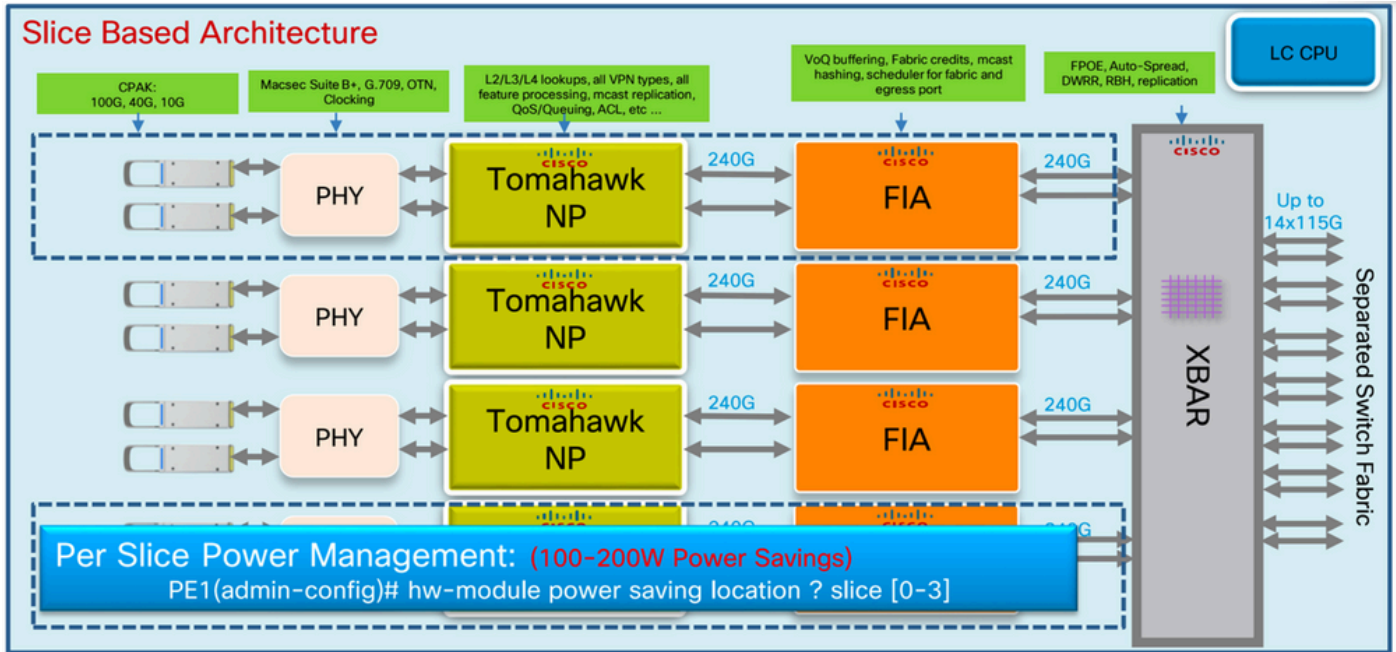 Slice Based Architecture
LC CPU
CPAK:
100G, 40G, 10G
Macsec Suite B+, G.709, OTN,
Clocking
L2/L3/L4 lookups, all VPN types, all
feature processing, mcast replication,
QoS/Queuing, ACL, etc ...
VoQ buffering, Fabric credits, mcast
hashing, scheduler for fabric and
egress port
FPOE, Auto-Spread,
DWRR, RBH, replication
PHY
CISCO
Tomahawk
NP
240G
CISCO
FIA
240G
CISCO
XBAR
Up to
14x115G
Separated Switch Fabric
PHY
CISCO
Tomahawk
NP
240G
CISCO
FIA
240G
PHY
CISCO
Tomahawk
NP
240G
CISCO
FIA
240G
CISCO
240G
CISCO
240G
Per Slice Power Management: (100-200W Power Savings)
PE1(admin-config)# hw-module power saving location ? slice [0-3]